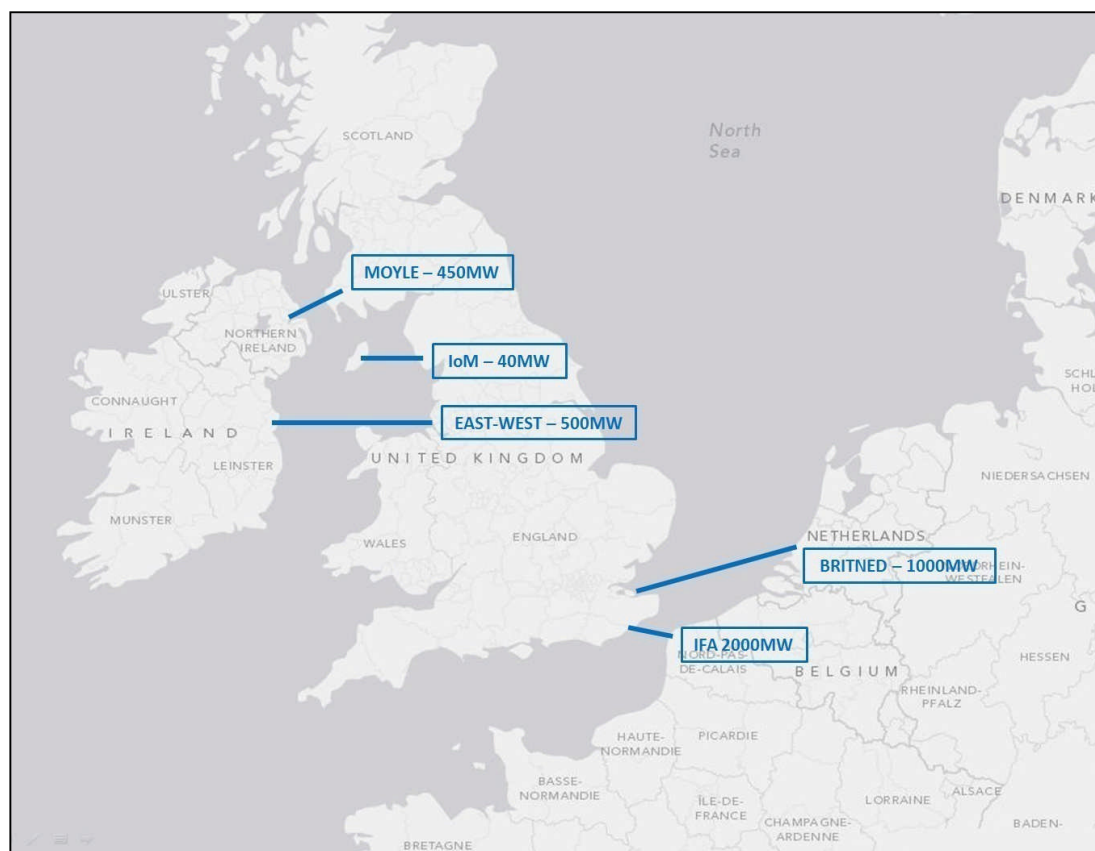 North
Sea
SCOTLAND
DENMARK
MOYLE – 450MW
ULSTER
NORTHERN
IRELAND
IoM – 40MW
CONNAUGHT
EAST-WEST – 500MW
IRELAND
UNITED KINGDOM
LEINSTER
NIEDERSACHSEN
MUNSTER
WALES
ENGLAND
NETHERLANDS
BRITNED – 1000MW
WESTFALEN
G
IFA 2000MW
NORD-PAS-
DE-CALAIS
BELGIUM
HESSEN
RHEINLAND-
PFALZ
HAUTE-
NORMANDIE
PICARDIE
BASSE-
NORMANDIE
ÎLE-DE-
FRANCE
LORRAINE
ALSACE
CHAMPAGNE-
ARDENNE
BADEN-
BRETAGNE